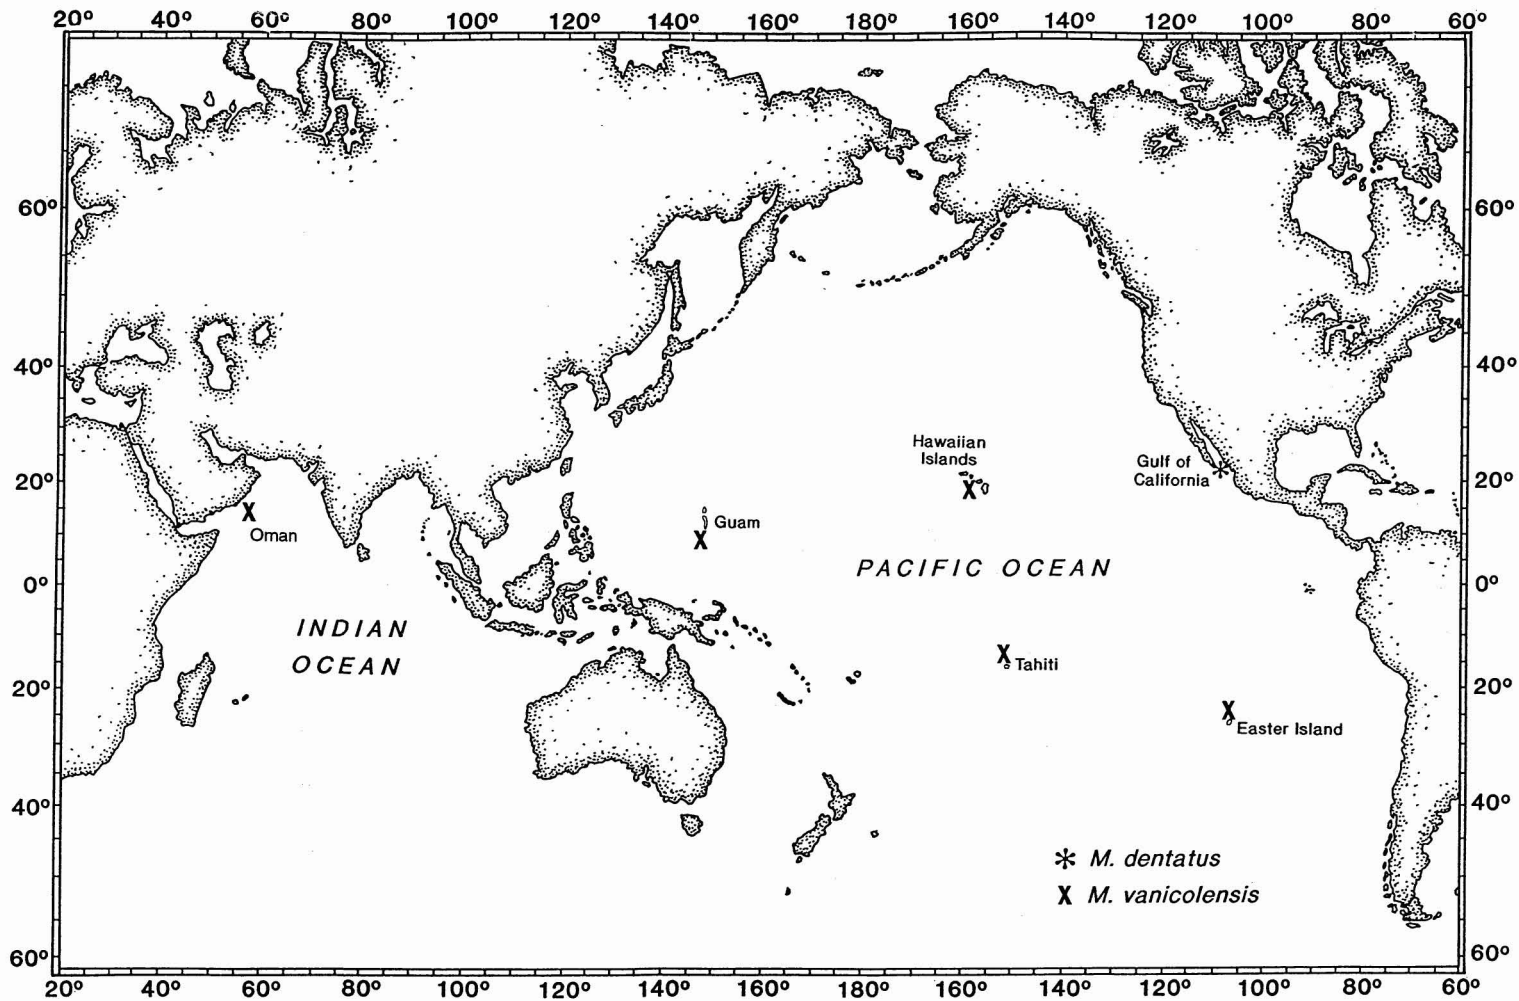 20° 40° 60° 80° 100° 120° 140° 160° 180° 160° 140° 120° 100° 80° 60°
60° 60°
40° 40°
Hawaiian
Islands
Gulf of
California
20° 20°
Guam
Oman
PACIFIC OCEAN
0° 0°
INDIAN
OCEAN
Tahiti
20° 20°
Easter Island
40° 40°
* M. dentatus
X M. vanicolensis
60° 60°
20° 40° 60° 80° 100° 120° 140° 160° 180° 160° 140° 120° 100° 80° 60°